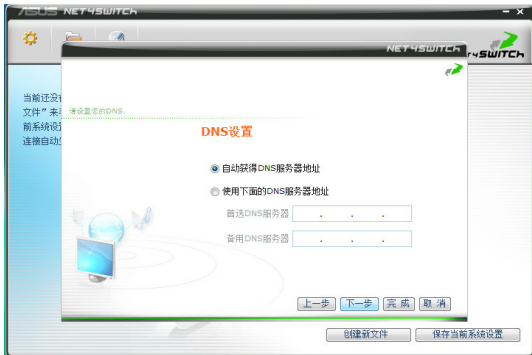 ASUS NET4SWITCH
NET4SWITCH
当前还没
文件”来
前系统设
连接自动
请设置您的DNS.
DNS设置
自动获得DNS服务器地址
使用下面的DNS服务器地址
首选DNS服务器
备用DNS服务器
上一步 下一步 完 成 取 消
创建新文件 保存当前系统设置